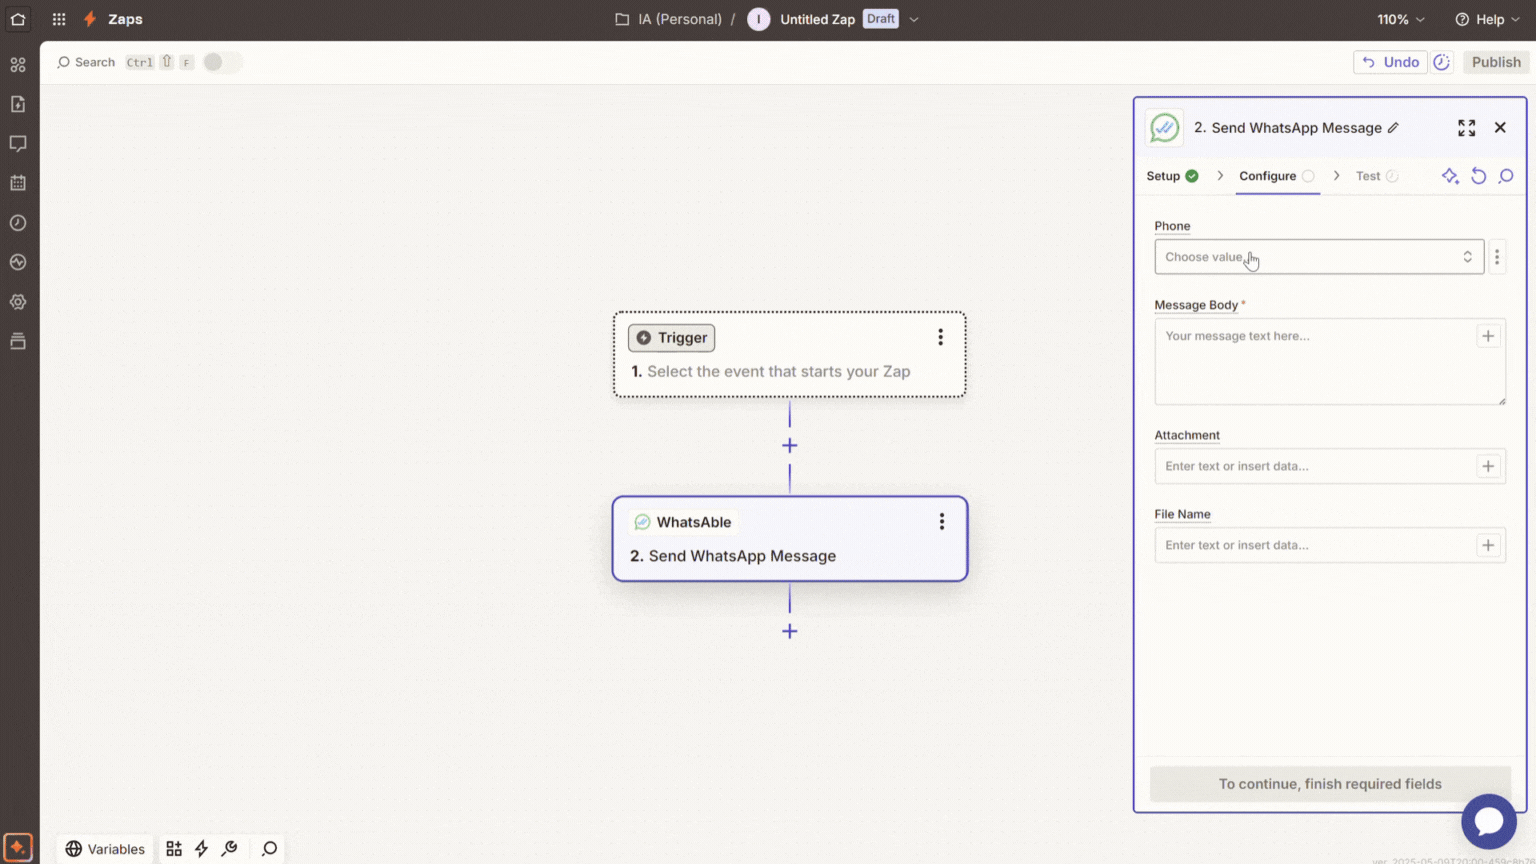 Zaps
IA (Personal) / I Untitled Zap Draft
110%
Help
Search Ctrl ⇧ F
Undo
Publish
2. Send WhatsApp Message
Setup
Configure
Test
Phone
Choose value
Message Body *
Your message text here...
Attachment
Enter text or insert data...
File Name
Enter text or insert data...
To continue, finish required fields
Trigger
1. Select the event that starts your Zap
WhatsAble
2. Send WhatsApp Message
Variables